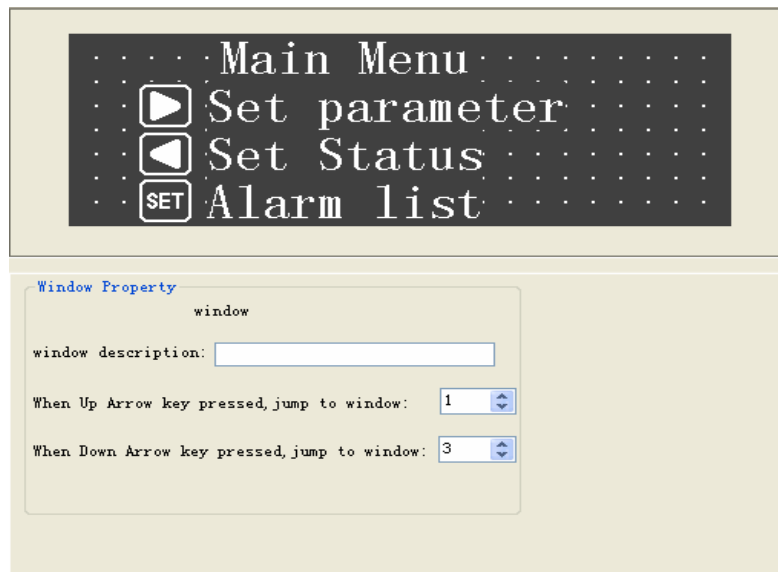 Main Menu
Set parameter
Set Status
SET Alarm list
Window Property
window
window description:
When Up Arrow key pressed, jump to window: 1
When Down Arrow key pressed, jump to window: 3